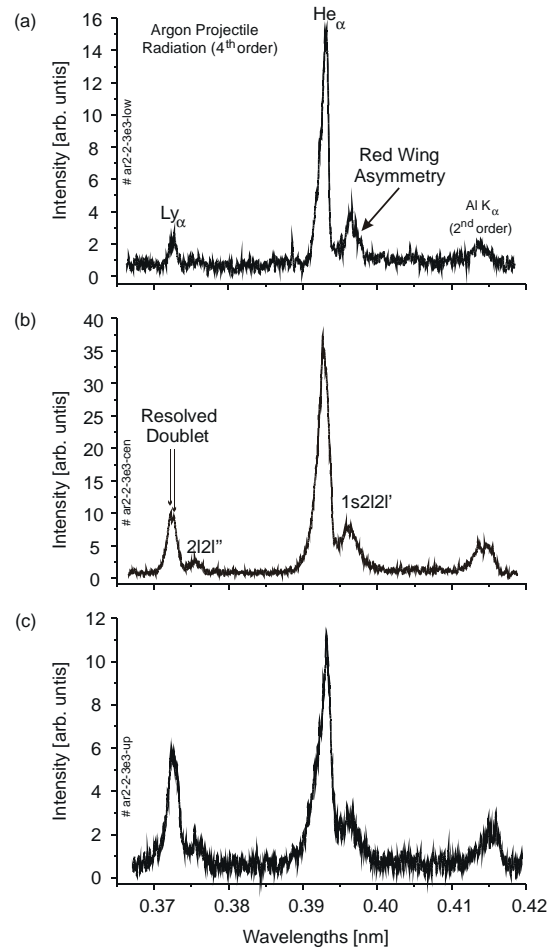 (a)
Intensity [arb. untis]
16
14
12
10
8
6
4
2
0
# ar2-2-3e3-low
Argon Projectile
Radiation (4th order)
Heα
Lyα
Red Wing
Asymmetry
Al Kα
(2nd order)
(b)
Intensity [arb. untis]
40
35
30
25
20
15
10
5
0
# ar2-2-3e3-cen
Resolved
Doublet
2l2l''
1s2l2l'
(c)
Intensity [arb. untis]
12
10
8
6
4
2
0
# ar2-2-3e3-up
0.37 0.38 0.39 0.40 0.41 0.42
Wavelengths [nm]